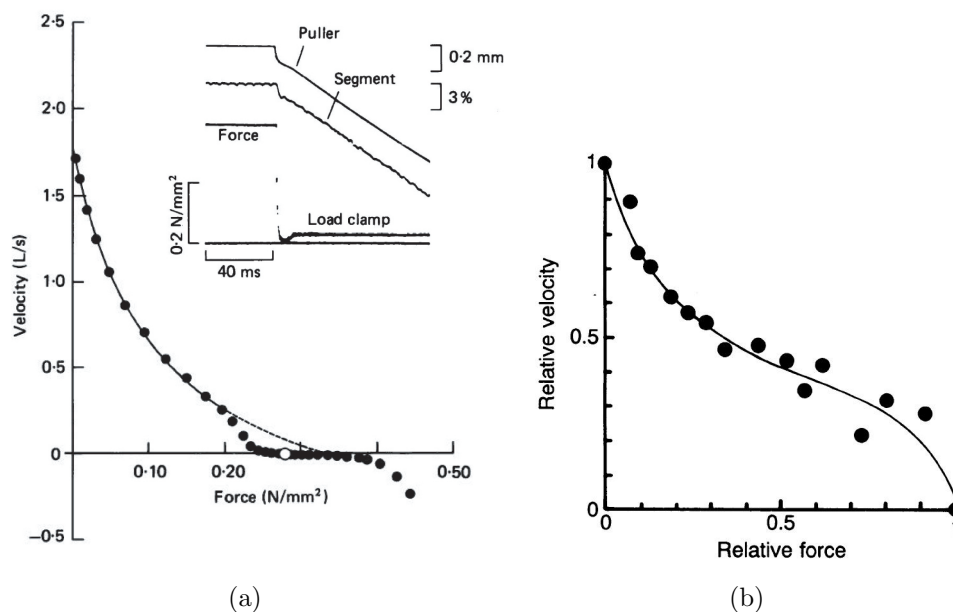 2·5
2·0
1·5
1·0
0·5
0
−0·5
Velocity (L/s)
0·10
0·20
0·40
0·50
Force (N/mm²)
Puller
0·2 mm
Segment
3%
Force
0·2 N/mm²
Load clamp
40 ms
(a)
1
0.5
0
Relative velocity
0
0.5
Relative force
(b)